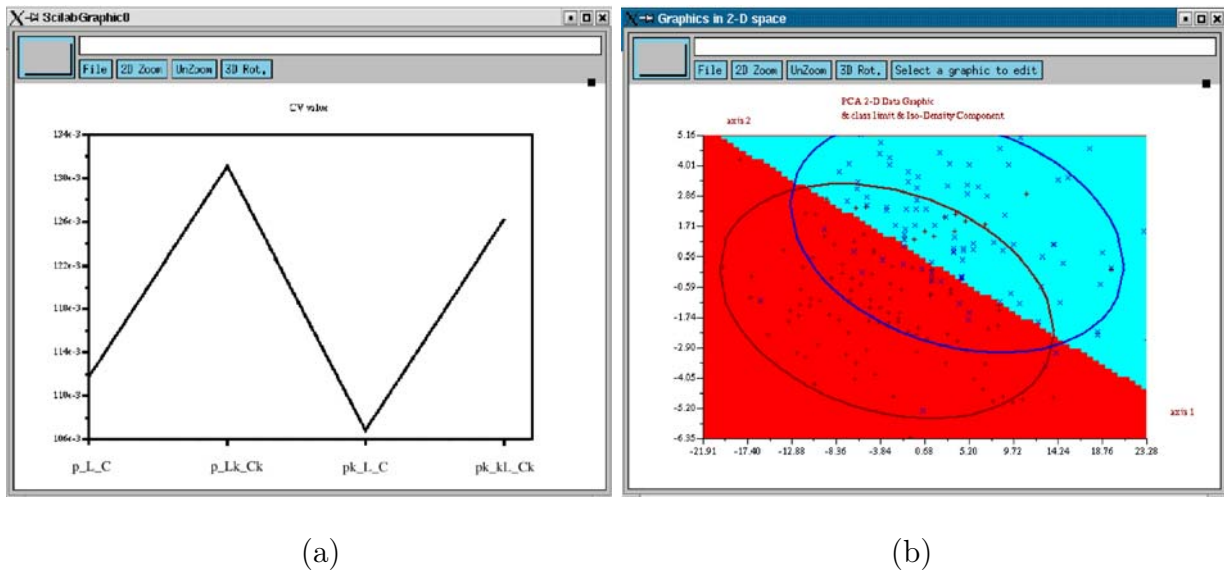 ScilabGraphic0
File 2D Zoom UnZoom 3D Rot.
CV value
134e-3
130e-3
126e-3
122e-3
118e-3
114e-3
110e-3
106e-3
p_L_C p_Lk_Ck pk_L_C pk_kL_Ck
(a)
Graphics in 2-D space
File 2D Zoom UnZoom 3D Rot. Select a graphic to edit
PCA 2-D Data Graphic
& class limit & Iso-Density Component
axis 2
5.16
4.01
2.86
1.71
0.56
-0.59
-1.74
-2.90
-4.05
-5.20
-6.35
axis 1
-21.91 -17.40 -12.88 -8.36 -3.84 0.68 5.20 9.72 14.24 18.76 23.28
(b)